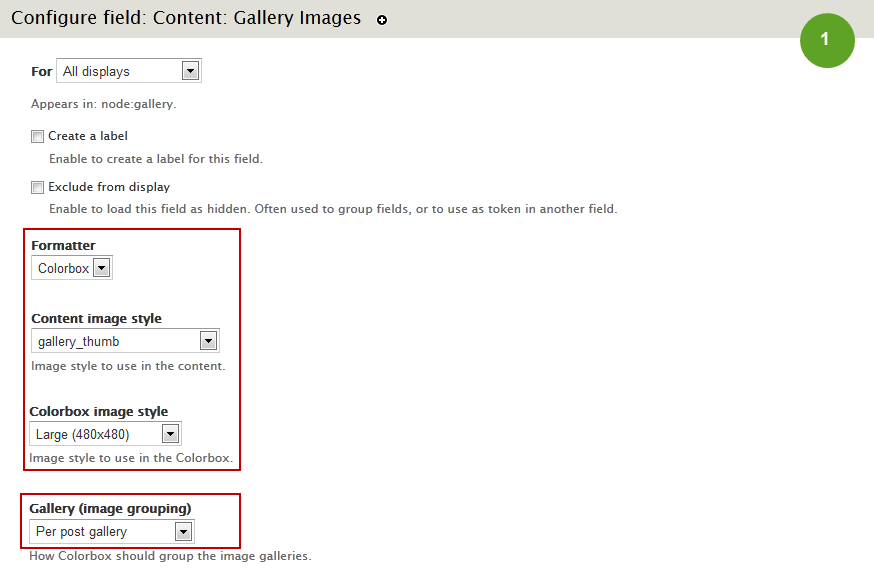 Configure field: Content: Gallery Images
1
For All displays
Appears in: node:gallery.
Create a label
Enable to create a label for this field.
Exclude from display
Enable to load this field as hidden. Often used to group fields, or to use as token in another field.
Formatter
Colorbox
Content image style
gallery_thumb
Image style to use in the content.
Colorbox image style
Large (480x480)
Image style to use in the Colorbox.
Gallery (image grouping)
Per post gallery
How Colorbox should group the image galleries.